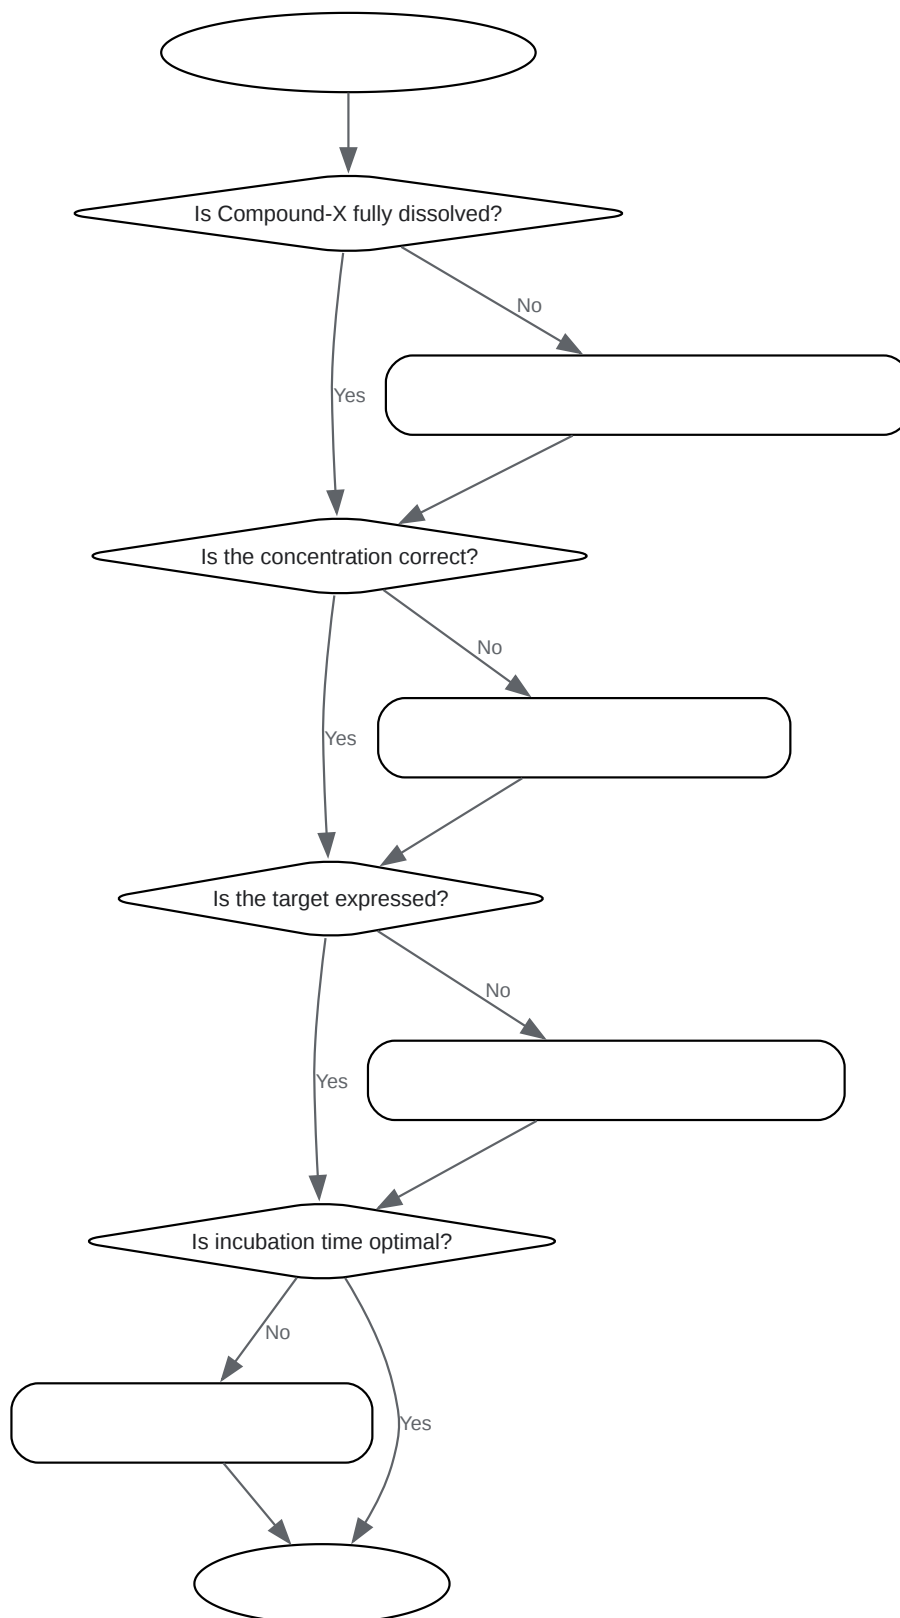 Is Compound-X fully dissolved?
No
Yes
Is the concentration correct?
No
Yes
Is the target expressed?
No
Yes
Is incubation time optimal?
No
Yes